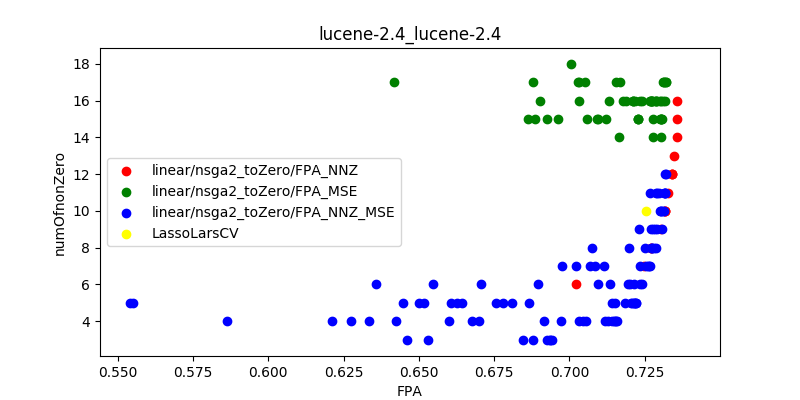 lucene-2.4_lucene-2.4
18
16
14
12
10
8
6
4
numOfnonZero
linear/nsga2_toZero/FPA_NNZ
linear/nsga2_toZero/FPA_MSE
linear/nsga2_toZero/FPA_NNZ_MSE
LassoLarsCV
0.550 0.575 0.600 0.625 0.650 0.675 0.700 0.725
FPA